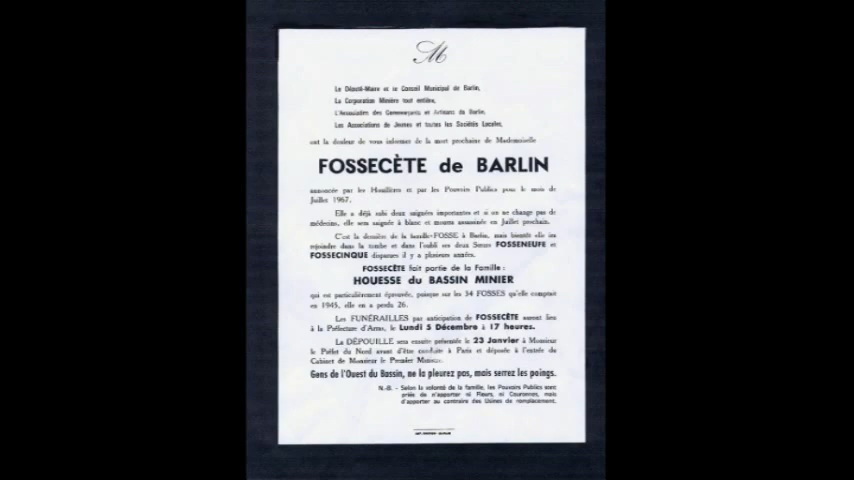 M
Le Député-Maire et le Conseil Municipal de Barlin,
La Corporation Minière tout entière,
L'Association des Commerçants et Artisans de Barlin,
Les Associations de Jeunes et toutes les Sociétés Locales,
ont la douleur de vous informer de la mort prochaine de Mademoiselle
FOSSECÈTE de BARLIN
annoncée par les Houillères et par les Pouvoirs Publics pour le mois de
Juillet 1967.
Elle a déjà subi deux saignées importantes et si on ne change pas de
médecins, elle sera saignée à blanc et mourra assassinée en Juillet prochain.
C'est la dernière de la famille-FOSSE à Barlin, mais bientôt elle ira
rejoindre dans la tombe et dans l'oubli ses deux Sœurs FOSSENEUFE et
FOSSECINQUE disparues il y a plusieurs années.
FOSSECÈTE fait partie de la Famille :
HOUESSE du BASSIN MINIER
qui est particulièrement éprouvée, puisque sur les 34 FOSSES qu'elle comptait
en 1945, elle en a perdu 26.
Les FUNÉRAILLES par anticipation de FOSSECÈTE auront lieu
à la Préfecture d'Arras, le Lundi 5 Décembre à 17 heures.
La DÉPOUILLE sera ensuite présentée le 23 Janvier à Monsieur
le Préfet du Nord avant d'être conduite à Paris et déposée à l'entrée du
Cabinet de Monsieur le Premier Ministre.
Gens de l'Ouest du Bassin, ne la pleurez pas, mais serrez les poings.
N.-B. - Selon la volonté de la famille, les Pouvoirs Publics sont
priés de n'apporter ni Fleurs, ni Couronnes, mais
d'apporter au contraire des Usines de remplacement.